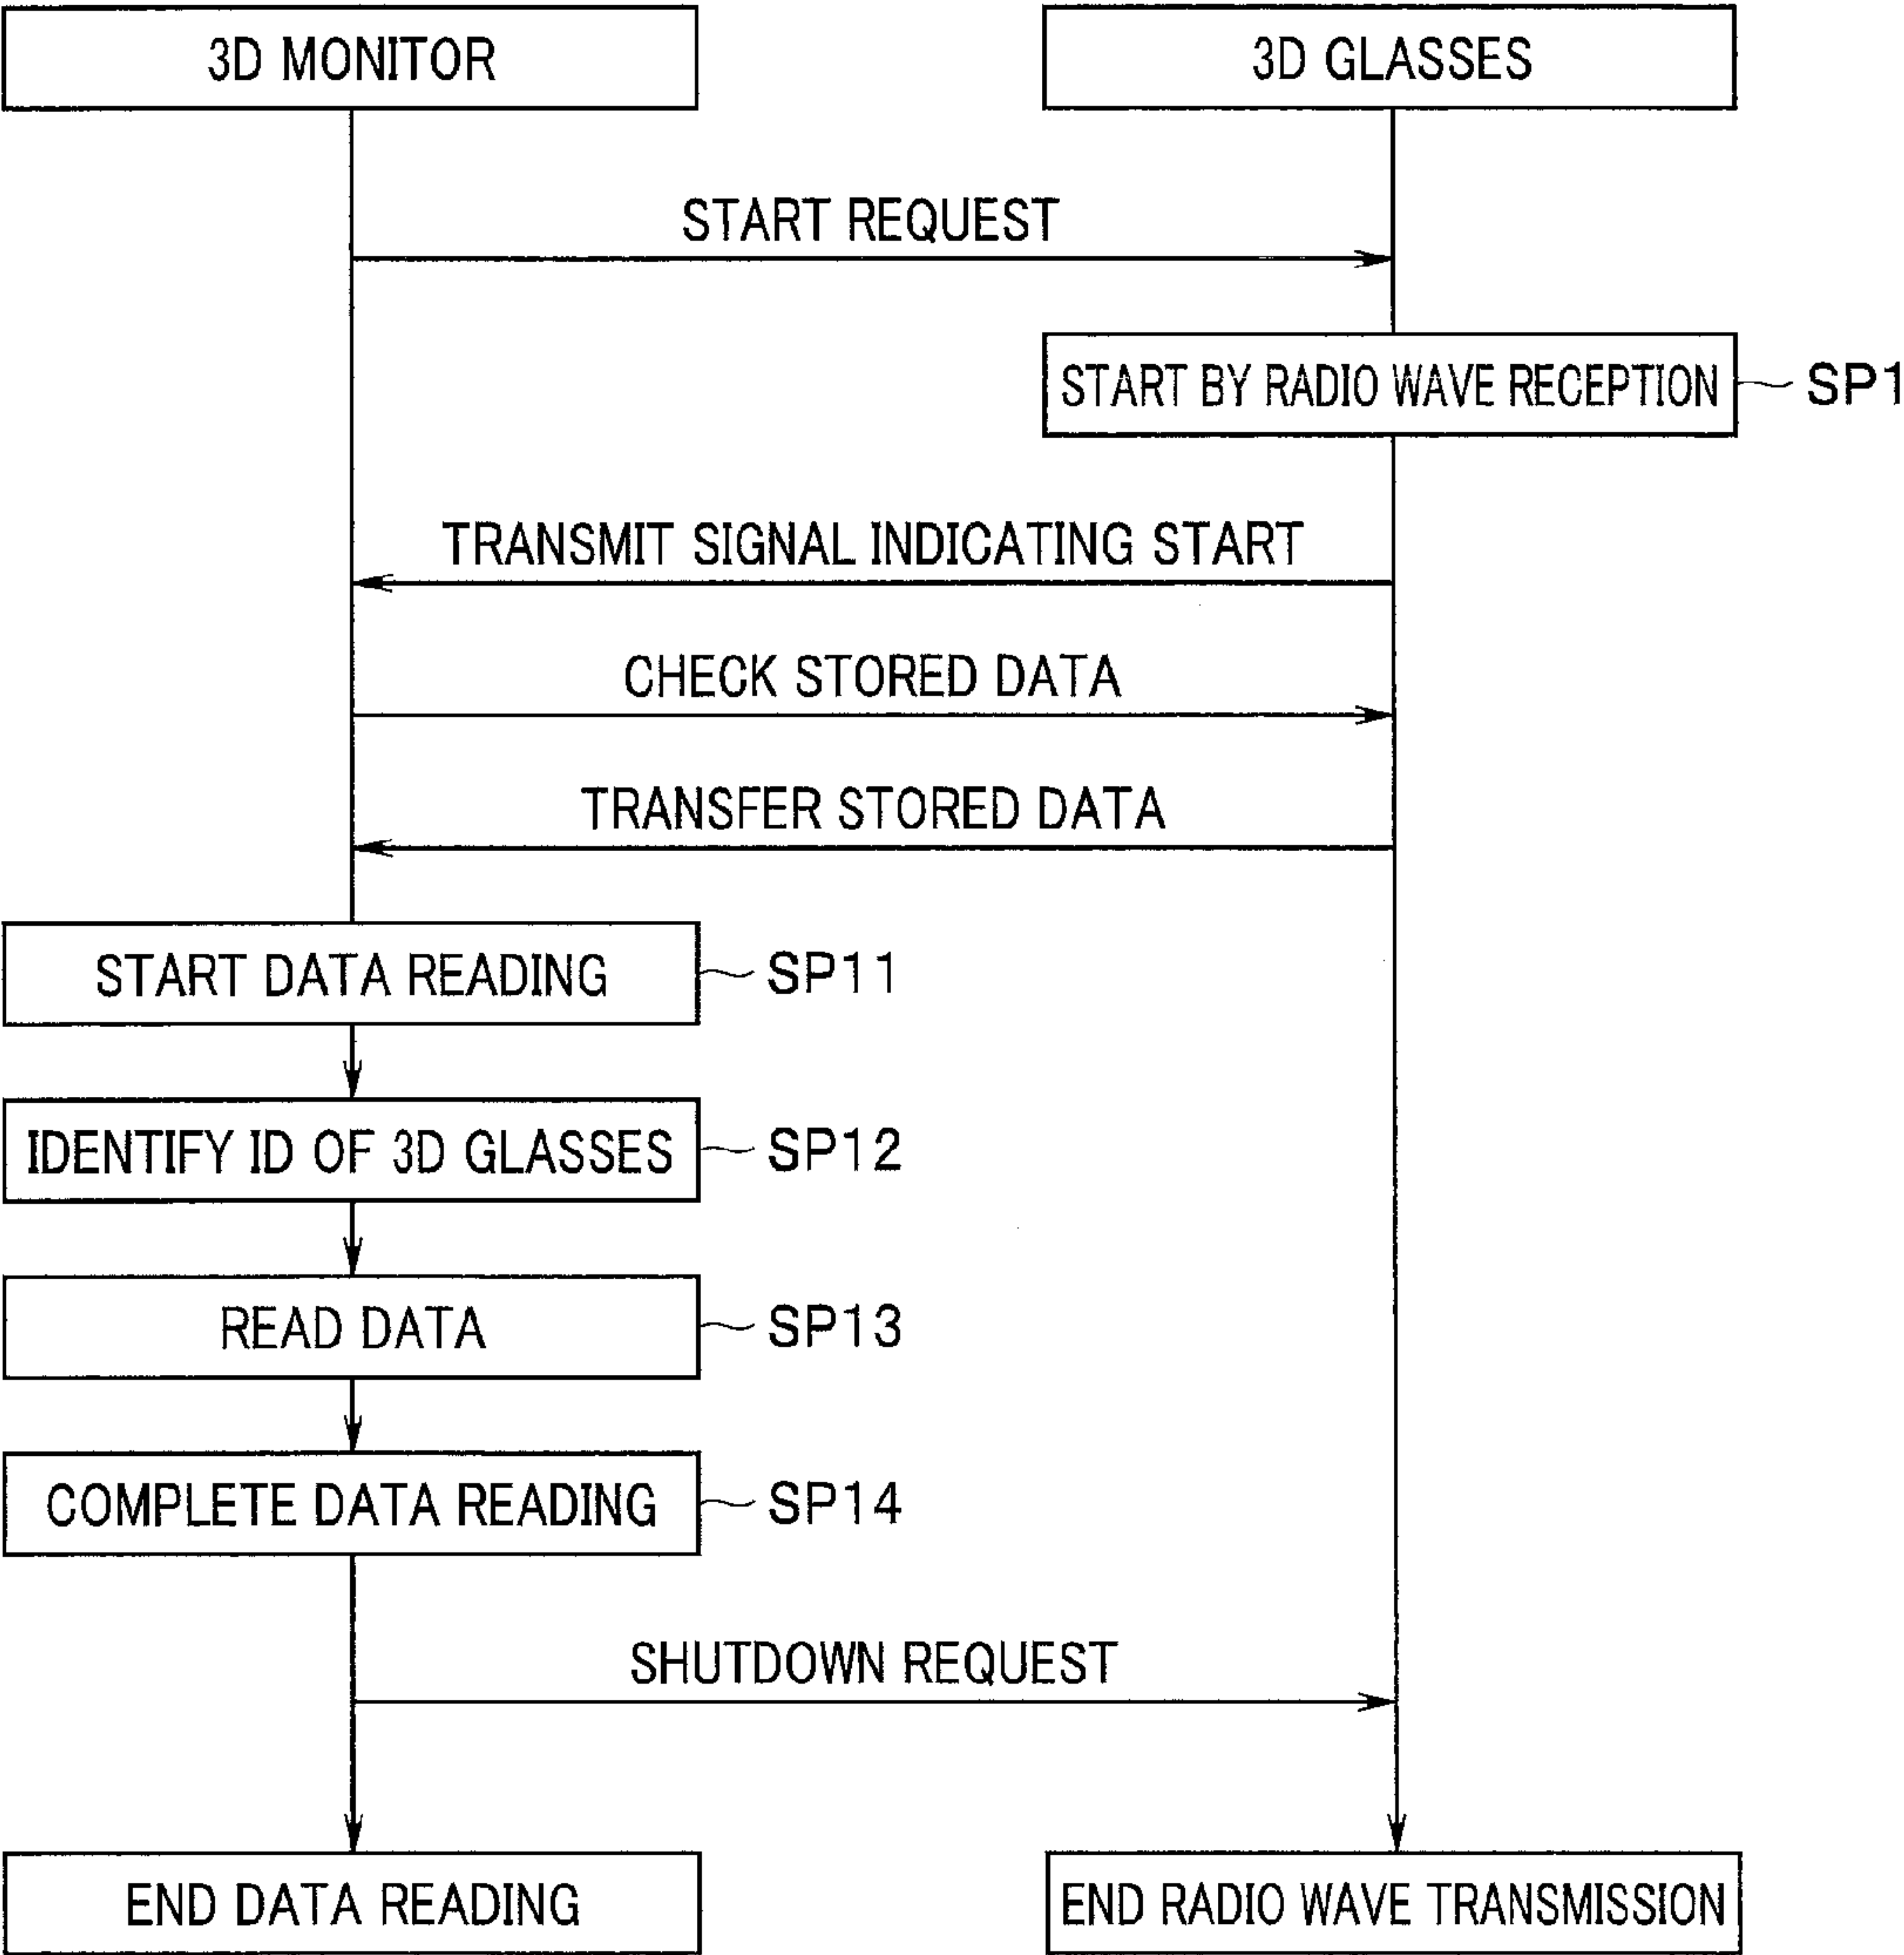 3D MONITOR
3D GLASSES
START REQUEST
START BY RADIO WAVE RECEPTION
SP1
TRANSMIT SIGNAL INDICATING START
CHECK STORED DATA
TRANSFER STORED DATA
START DATA READING
SP11
IDENTIFY ID OF 3D GLASSES
SP12
READ DATA
SP13
COMPLETE DATA READING
SP14
SHUTDOWN REQUEST
END DATA READING
END RADIO WAVE TRANSMISSION